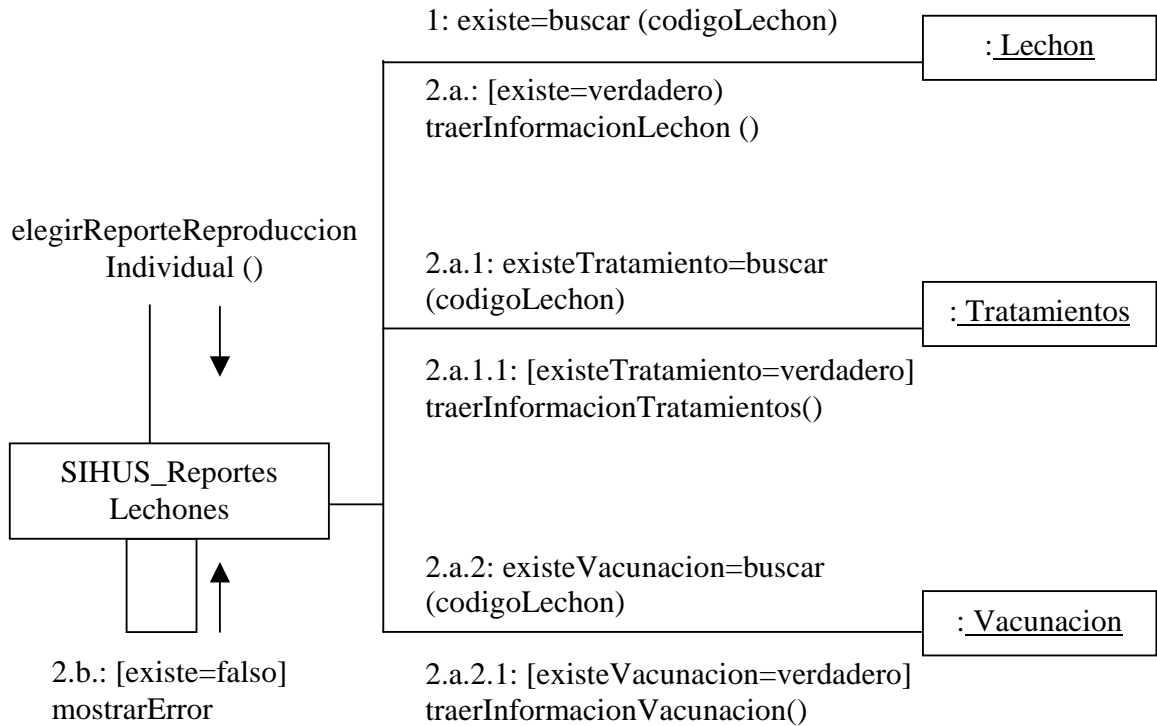 1: existe=buscar (codigoLechon)
: Lechon
2.a.: [existe=verdadero)
traerInformacionLechon ()
elegirReporteReproduccion
Individual ()
2.a.1: existeTratamiento=buscar
(codigoLechon)
: Tratamientos
2.a.1.1: [existeTratamiento=verdadero]
traerInformacionTratamientos()
SIHUS_Reportes
Lechones
2.a.2: existeVacunacion=buscar
(codigoLechon)
: Vacunacion
2.b.: [existe=falso]
mostrarError
2.a.2.1: [existeVacunacion=verdadero]
traerInformacionVacunacion()